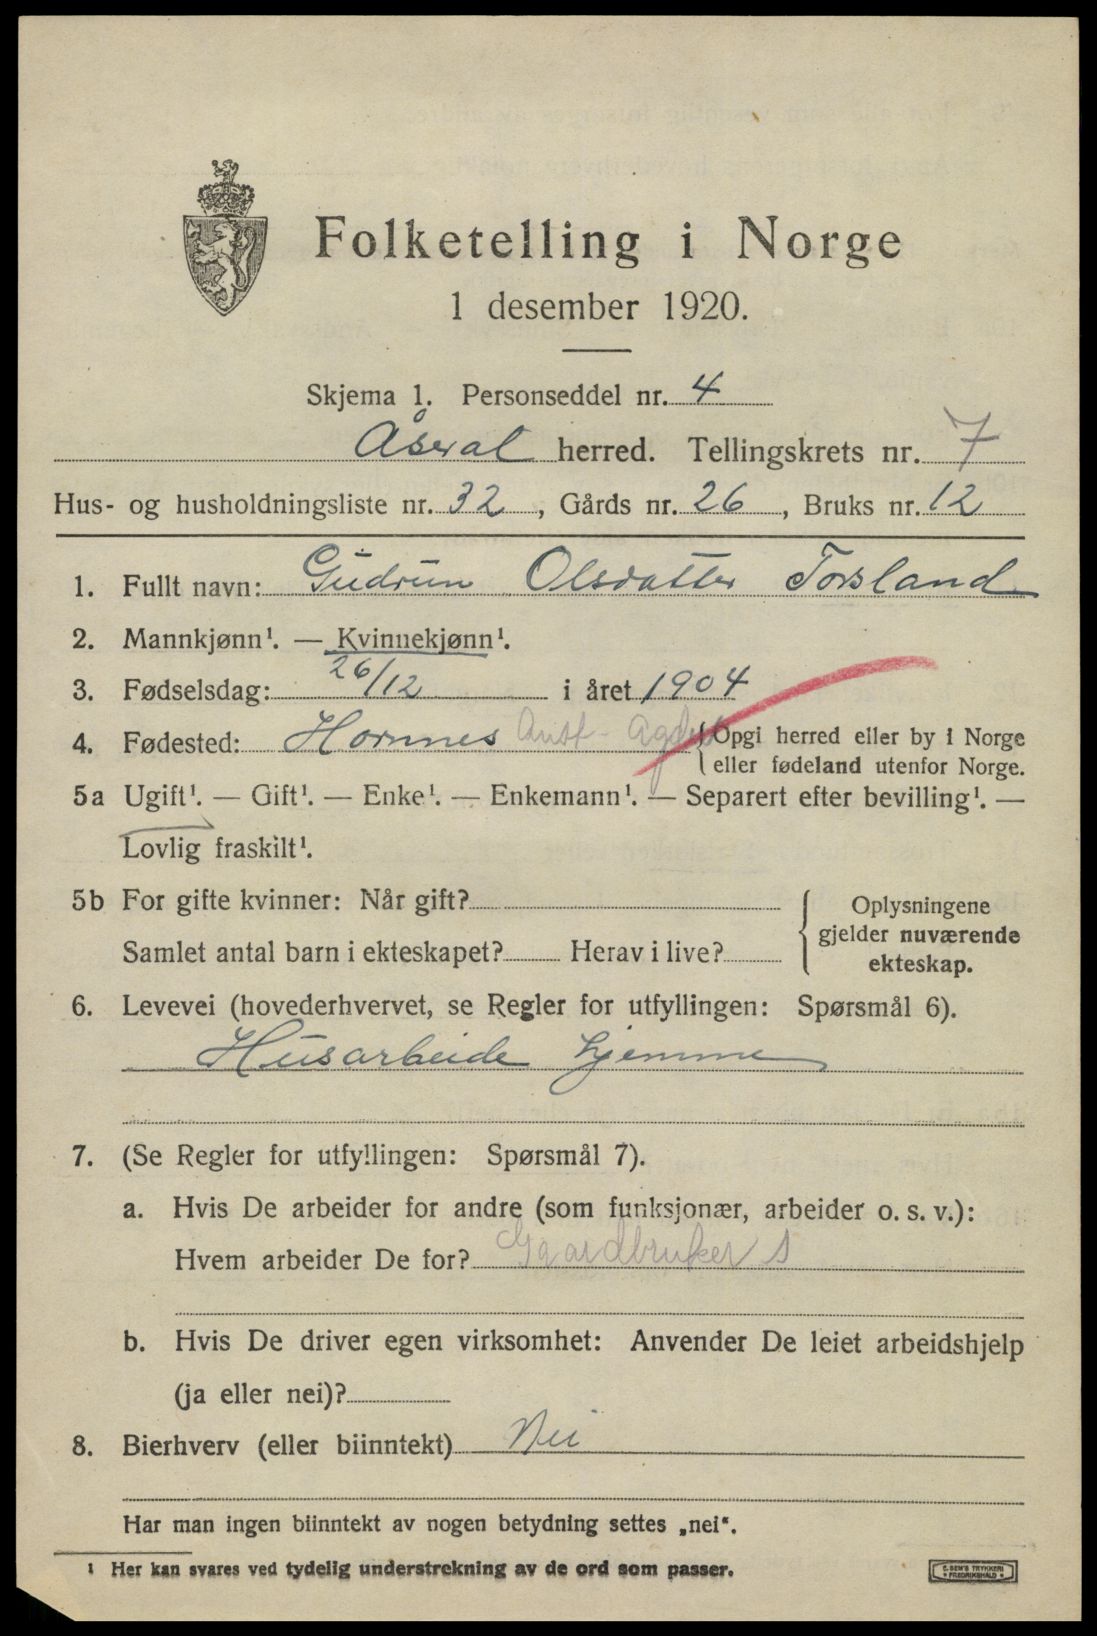 Folketelling i Norge
1 desember 1920.
Skjema 1. Personseddel nr. 4
Åseral herred. Tellingskrets nr. 7
Hus- og husholdningsliste nr. 32, Gårds nr. 26, Bruks nr. 12
1. Fullt navn: Gudrun Olsdatter Torsland
2. Mannkjønn¹. — Kvinnekjønn¹.
3. Fødselsdag: 26/12 i året 1904
4. Fødested: Hornnes Aust-Agder {Opgi herred eller by i Norge
eller fødeland utenfor Norge.
5a Ugift¹. — Gift¹. — Enke¹. — Enkemann¹. — Separert efter bevilling¹. —
Lovlig fraskilt¹.
5b For gifte kvinner: Når gift?
Samlet antal barn i ekteskapet? Herav i live?
{ Oplysningene
gjelder nuværende
ekteskap.
6. Levevei (hovederhvervet, se Regler for utfyllingen: Spørsmål 6).
Husarbeide hjemme
7. (Se Regler for utfyllingen: Spørsmål 7).
a. Hvis De arbeider for andre (som funksjonær, arbeider o. s. v.):
Hvem arbeider De for? Gaardbruker s
b. Hvis De driver egen virksomhet: Anvender De leiet arbeidshjelp
(ja eller nei)?
8. Bierhverv (eller biinntekt) Nei
Har man ingen biinntekt av nogen betydning settes „nei".
¹ Her kan svares ved tydelig understrekning av de ord som passer.
E. SEM'S TRYKKERI
FREDRIKSHALD